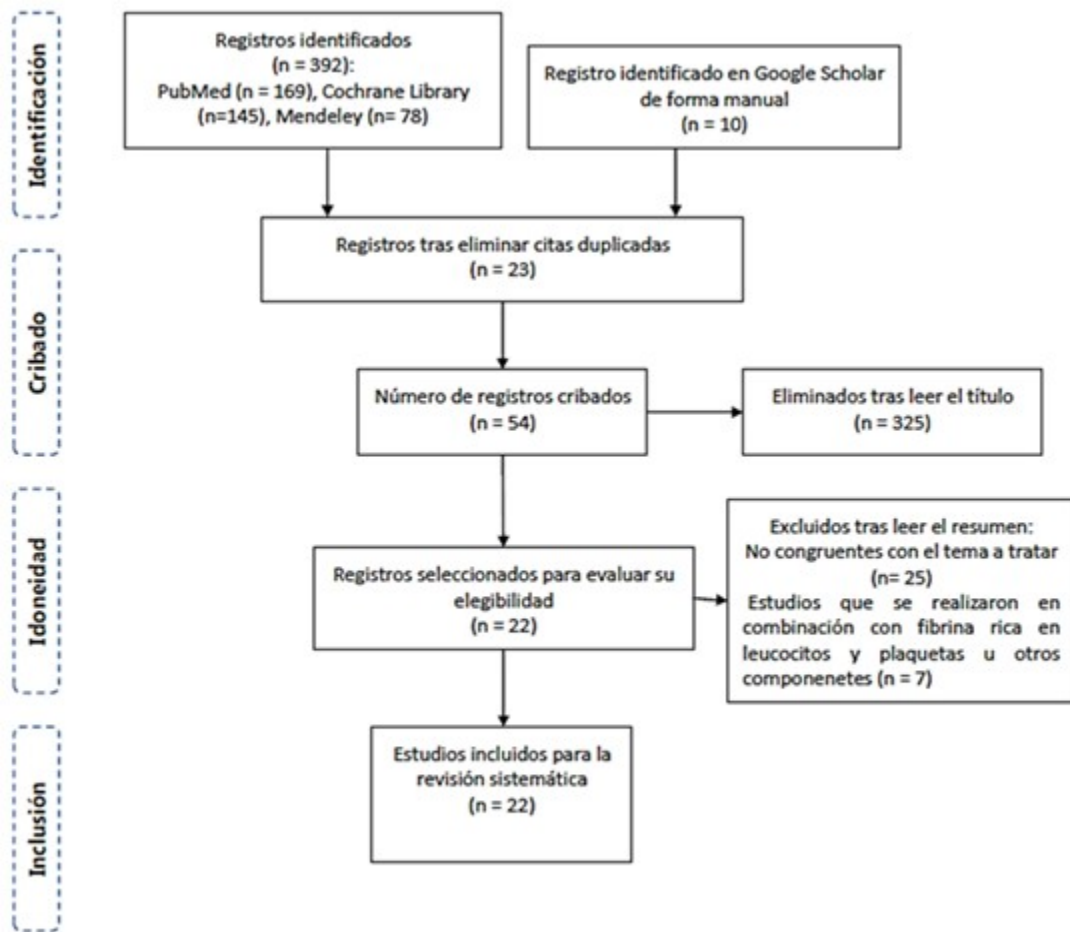 Identificación
Registros identificados
(n = 392):
PubMed (n = 169), Cochrane Library
(n=145), Mendeley (n= 78)
Registro identificado en Google Scholar
de forma manual
(n = 10)
Registros tras eliminar citas duplicadas
(n = 23)
Cribado
Número de registros cribados
(n = 54)
Eliminados tras leer el título
(n = 325)
Idoneidad
Registros seleccionados para evaluar su
elegibilidad
(n = 22)
Excluidos tras leer el resumen:
No congruentes con el tema a tratar
(n= 25)
Estudios que se realizaron en
combinación con fibrina rica en
leucocitos y plaquetas u otros
componenetes (n = 7)
Inclusión
Estudios incluidos para la
revisión sistemática
(n = 22)